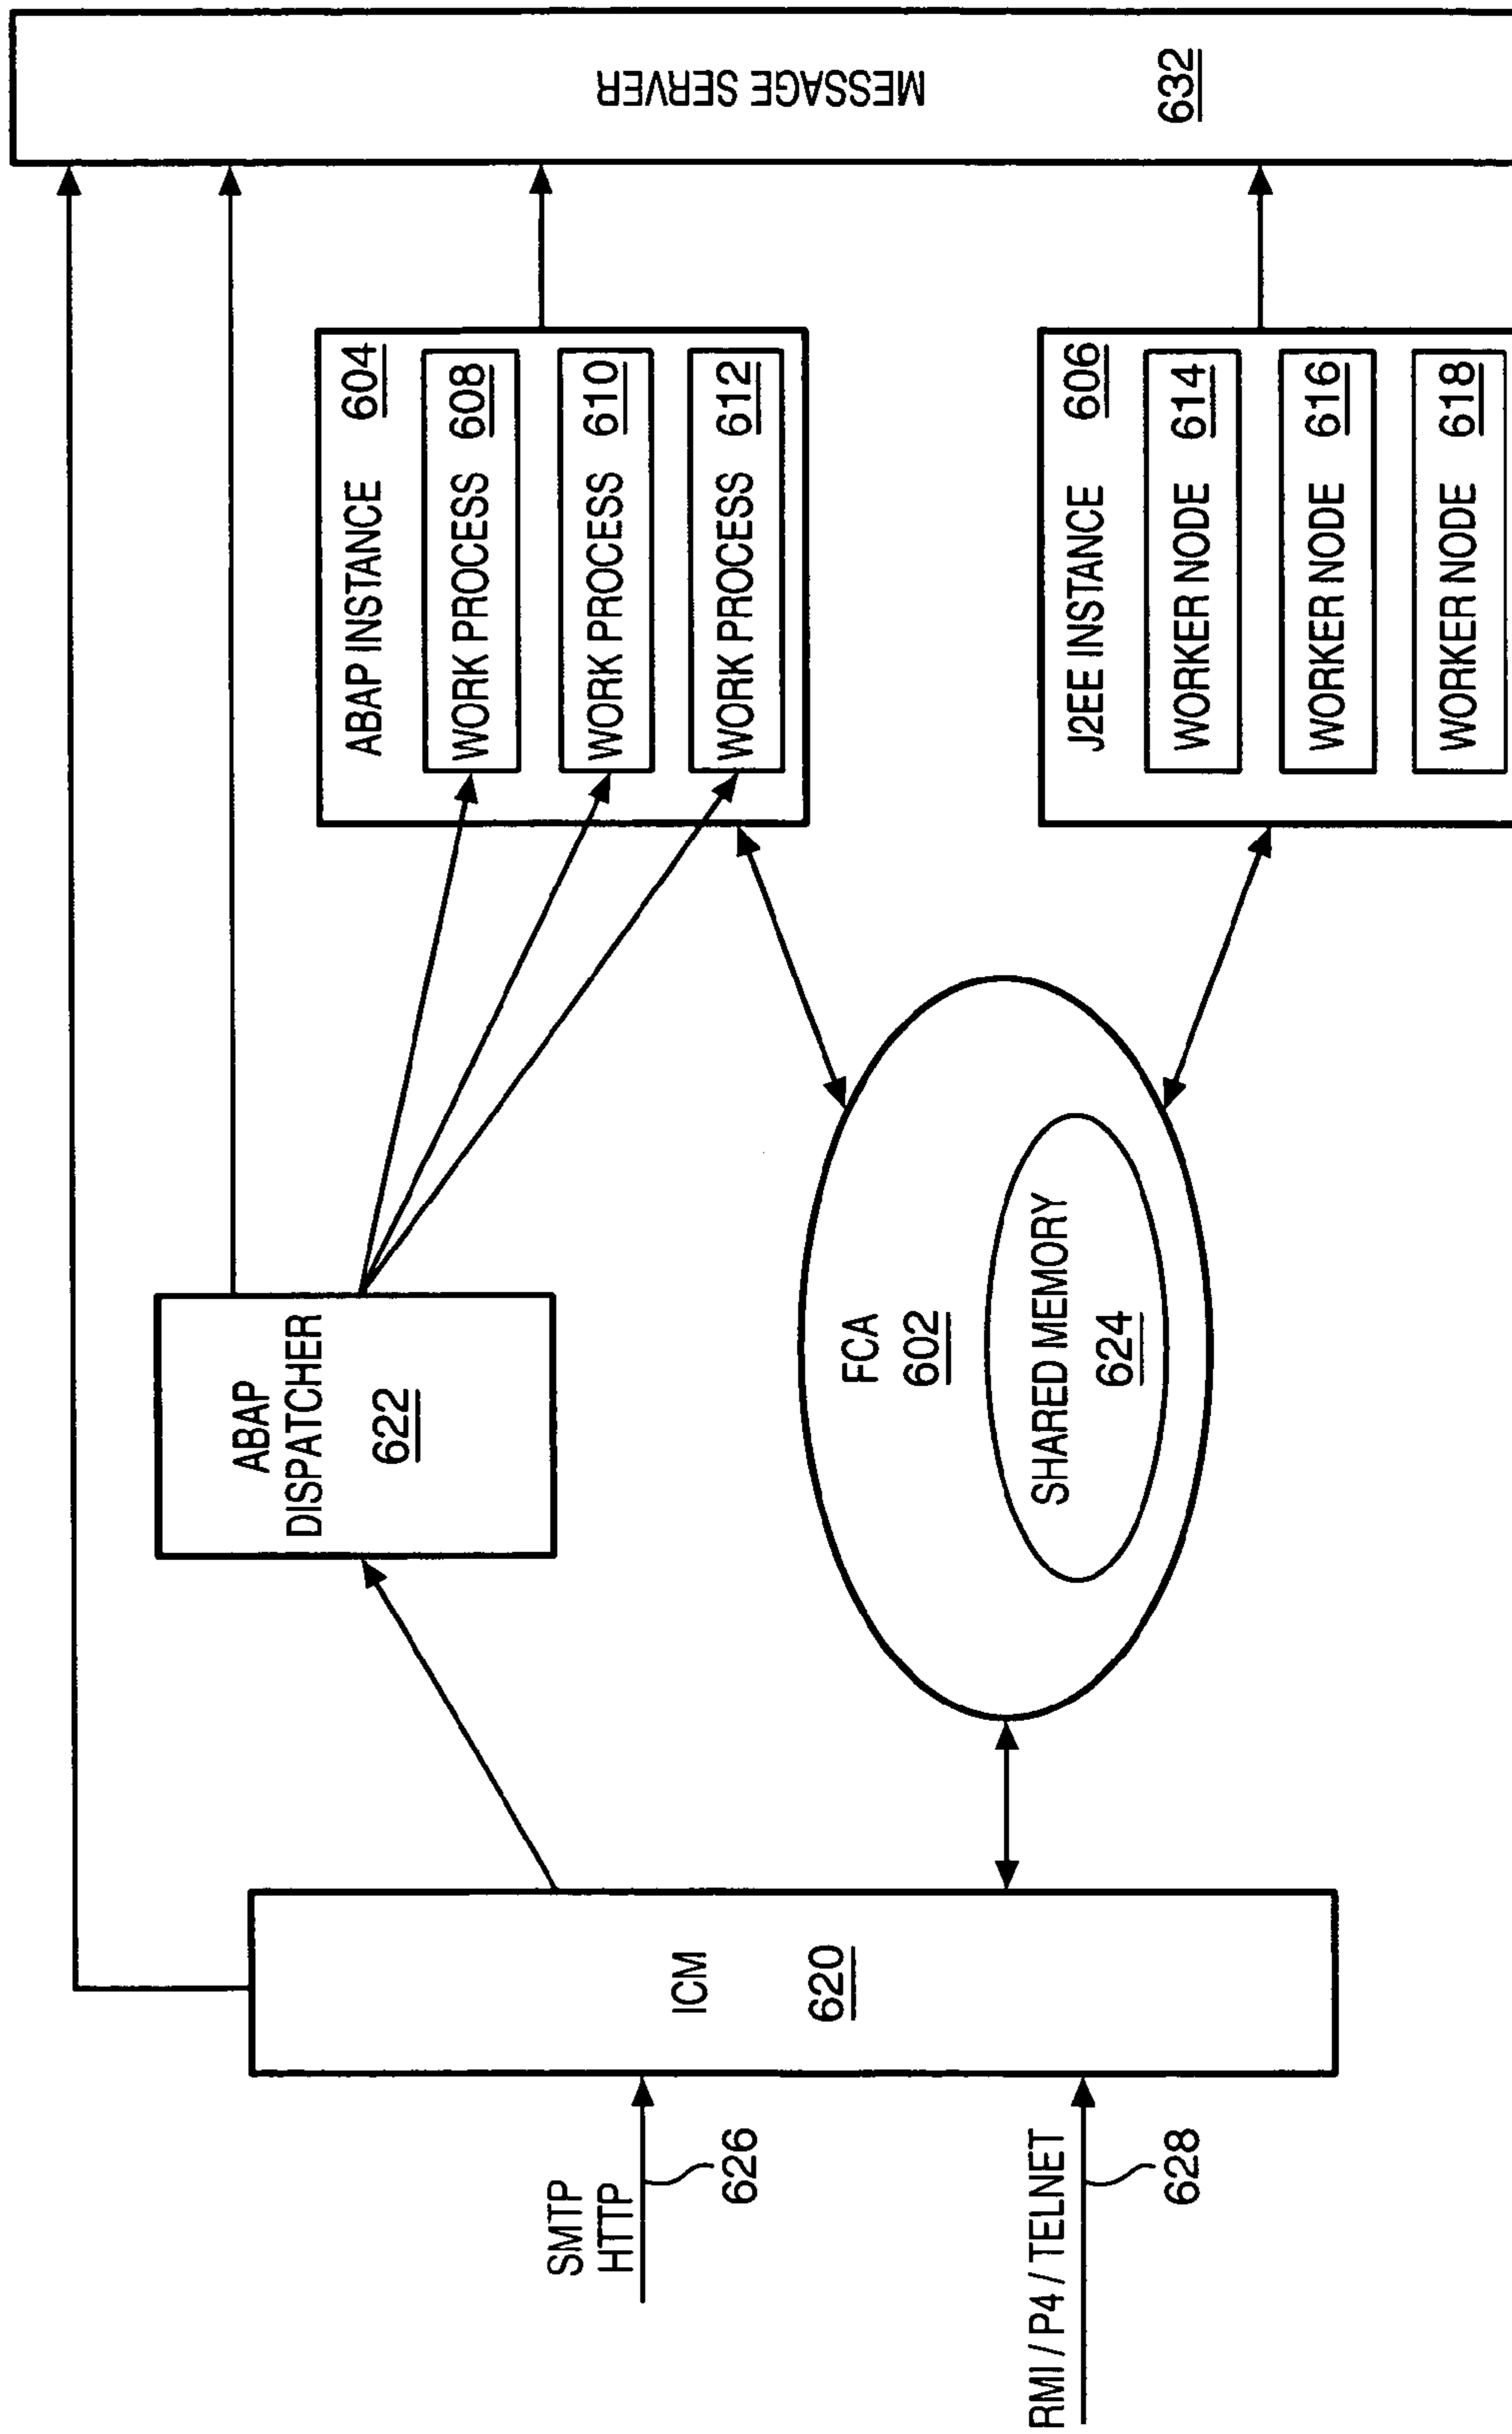 SMTP
HTTP
626
RMI / P4 / TELNET
628
ICM
620
ABAP
DISPATCHER
622
FCA
602
SHARED MEMORY
624
ABAP INSTANCE 604
WORK PROCESS 608
WORK PROCESS 610
WORK PROCESS 612
J2EE INSTANCE 606
WORKER NODE 614
WORKER NODE 616
WORKER NODE 618
MESSAGE SERVER
632